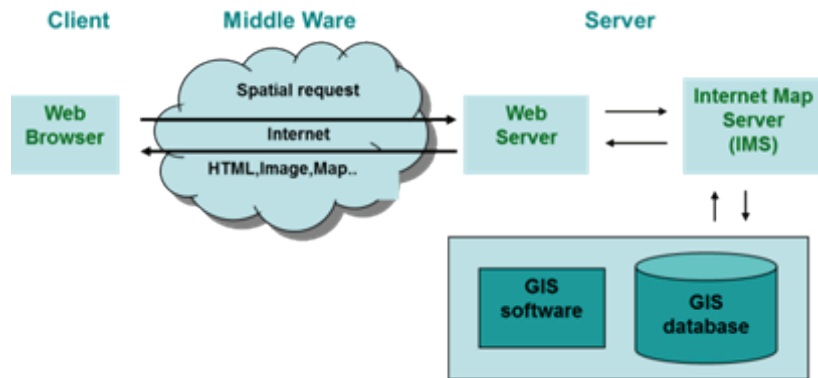 Client
Middle Ware
Server
Web
Browser
Spatial request
Internet
HTML,Image,Map..
Web
Server
Internet Map
Server
(IMS)
GIS
software
GIS
database